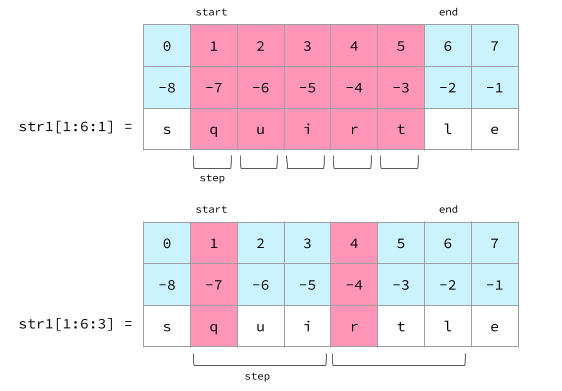 start end
0 1 2 3 4 5 6 7
-8 -7 -6 -5 -4 -3 -2 -1
str1[1:6:1] = s q u i r t l e
step
start end
0 1 2 3 4 5 6 7
-8 -7 -6 -5 -4 -3 -2 -1
str1[1:6:3] = s q u i r t l e
step